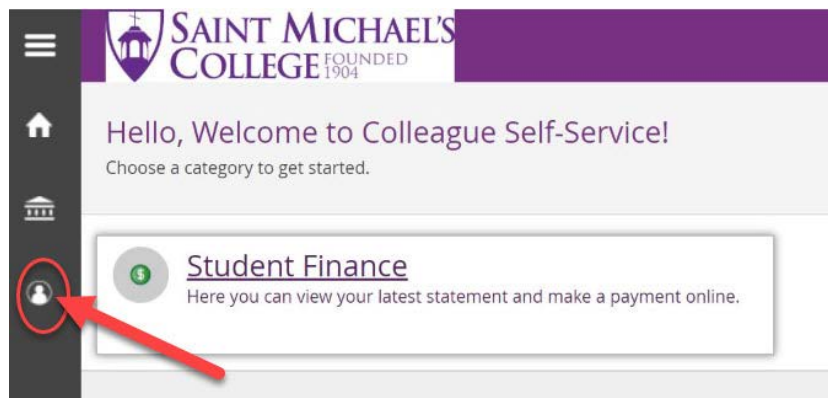 SAINT MICHAEL'S
COLLEGE FOUNDED 1904
Hello, Welcome to Colleague Self-Service!
Choose a category to get started.
$
Student Finance
Here you can view your latest statement and make a payment online.